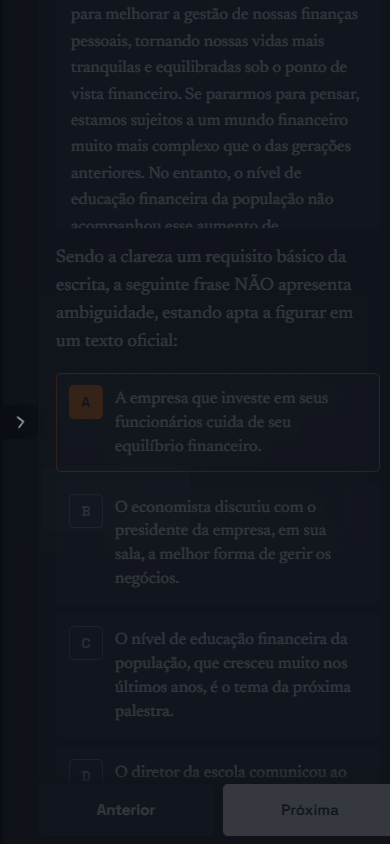 para melhorar a gestão de nossas finanças
pessoais, tornando nossas vidas mais
tranquilas e equilibradas sob o ponto de
vista financeiro. Se pararmos para pensar,
estamos sujeitos a um mundo financeiro
muito mais complexo que o das gerações
anteriores. No entanto, o nível de
educação financeira da população não
acompanhou esse aumento de
Sendo a clareza um requisito básico da
escrita, a seguinte frase NÃO apresenta
ambiguidade, estando apta a figurar em
um texto oficial:
A
A empresa que investe em seus
funcionários cuida de seu
equilíbrio financeiro.
B
O economista discutiu com o
presidente da empresa, em sua
sala, a melhor forma de gerir os
negócios.
C
O nível de educação financeira da
população, que cresceu muito nos
últimos anos, é o tema da próxima
palestra.
D
O diretor da escola comunicou ao
Anterior
Próxima